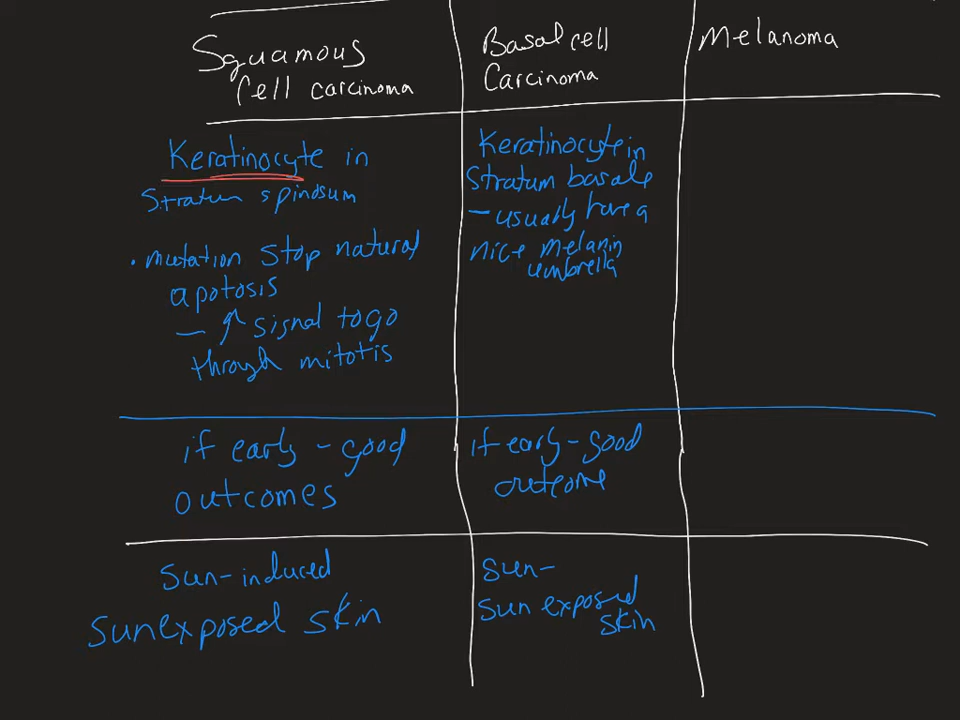 Squamous
Cell carcinoma
Basal cell
Carcinoma
Melanoma
Keratinocyte in
Stratum spinosum
• mutation stop natural
apotosis
— ↑ signal to go
through mitotis
Keratinocyte in
Stratum basale
- usually have a
nice melanin
umbrella
if early - good
outcomes
if early - good
outcome
Sun-induced
sun exposed skin
Sun-
sun exposed
skin